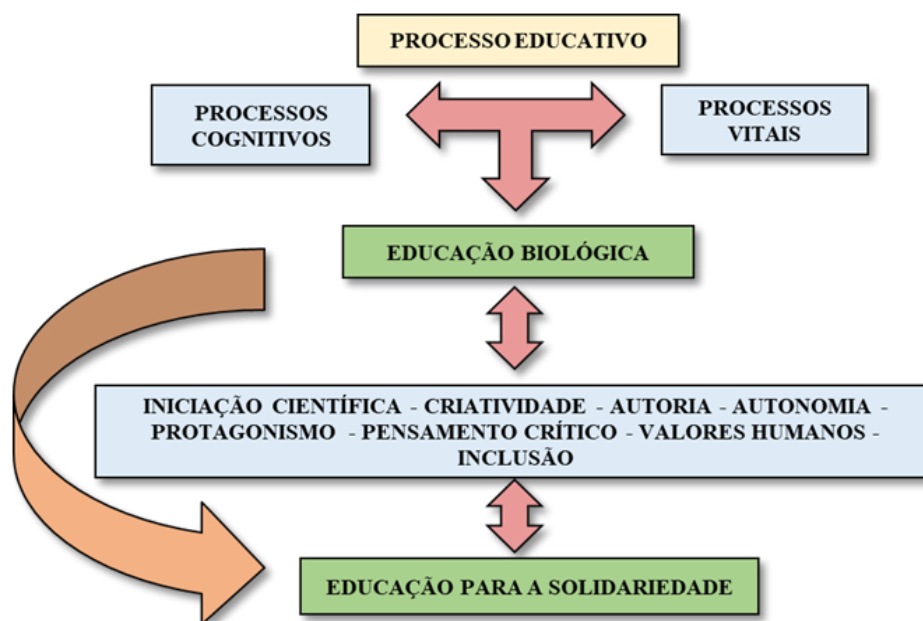 PROCESSO EDUCATIVO
PROCESSOS
COGNITIVOS
PROCESSOS
VITAIS
EDUCAÇÃO BIOLÓGICA
INICIAÇÃO CIENTÍFICA - CRIATIVIDADE - AUTORIA - AUTONOMIA -
PROTAGONISMO - PENSAMENTO CRÍTICO - VALORES HUMANOS -
INCLUSÃO
EDUCAÇÃO PARA A SOLIDARIEDADE